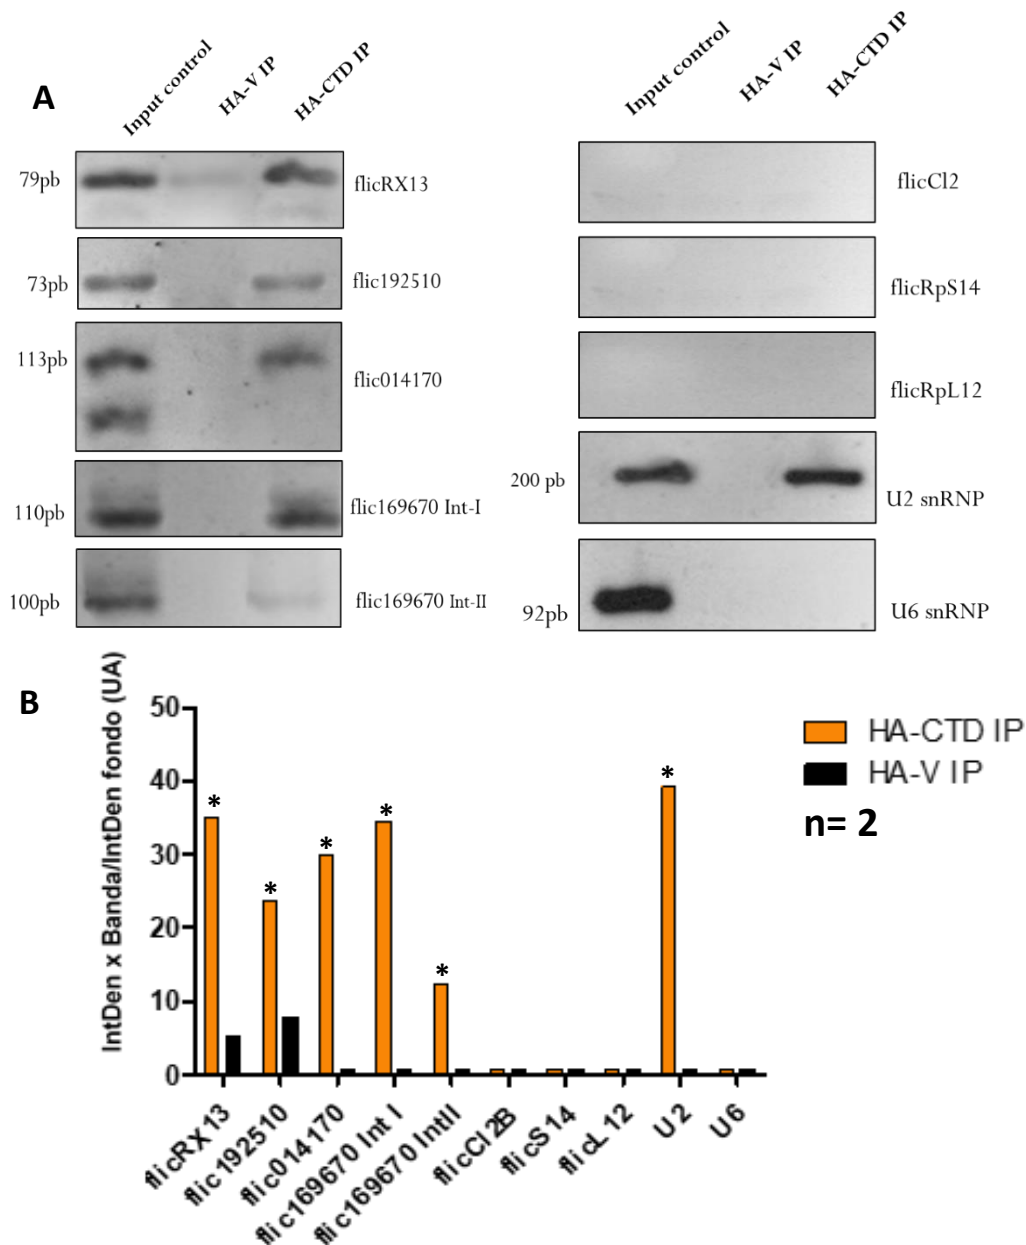 A
Input control
HA-V IP
HA-CTD IP
79pb
flicRX13
73pb
flic192510
113pb
flic014170
110pb
flic169670 Int-I
100pb
flic169670 Int-II
Input control
HA-V IP
HA-CTD IP
flicCl2
flicRpS14
flicRpL12
200 pb
U2 snRNP
92pb
U6 snRNP
B
IntDen x Banda/IntDen fondo (UA)
50
40
30
20
10
0
* * * * * *
flicRX13
flic192510
flic014170
flic169670 Int I
flic169670 IntII
flicCl2B
flicS14
flicL12
U2
U6
HA-CTD IP
HA-V IP
n= 2